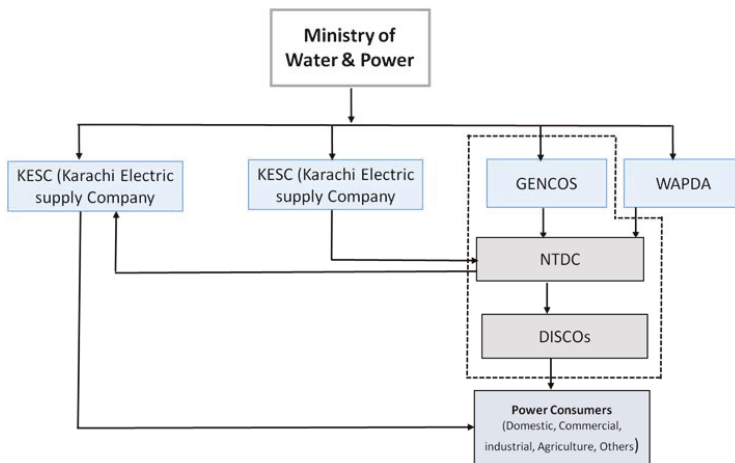 Ministry of
Water & Power
KESC (Karachi Electric
supply Company
KESC (Karachi Electric
supply Company
GENCOS
WAPDA
NTDC
DISCOs
Power Consumers
(Domestic, Commercial,
industrial, Agriculture, Others)